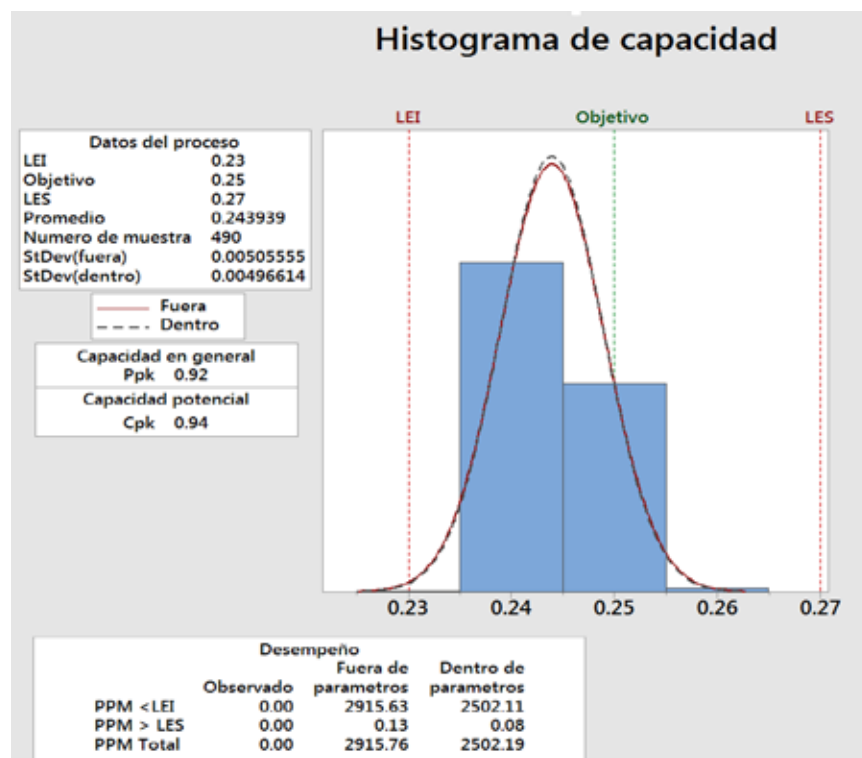 Histograma de capacidad
LEI Objetivo LES
Datos del proceso
LEI 0.23
Objetivo 0.25
LES 0.27
Promedio 0.243939
Numero de muestra 490
StDev(fuera) 0.00505555
StDev(dentro) 0.00496614
Fuera
Dentro
Capacidad en general
Ppk 0.92
Capacidad potencial
Cpk 0.94
0.23 0.24 0.25 0.26 0.27
Desempeño
Fuera de Dentro de
Observado parametros parametros
PPM <LEI 0.00 2915.63 2502.11
PPM > LES 0.00 0.13 0.08
PPM Total 0.00 2915.76 2502.19